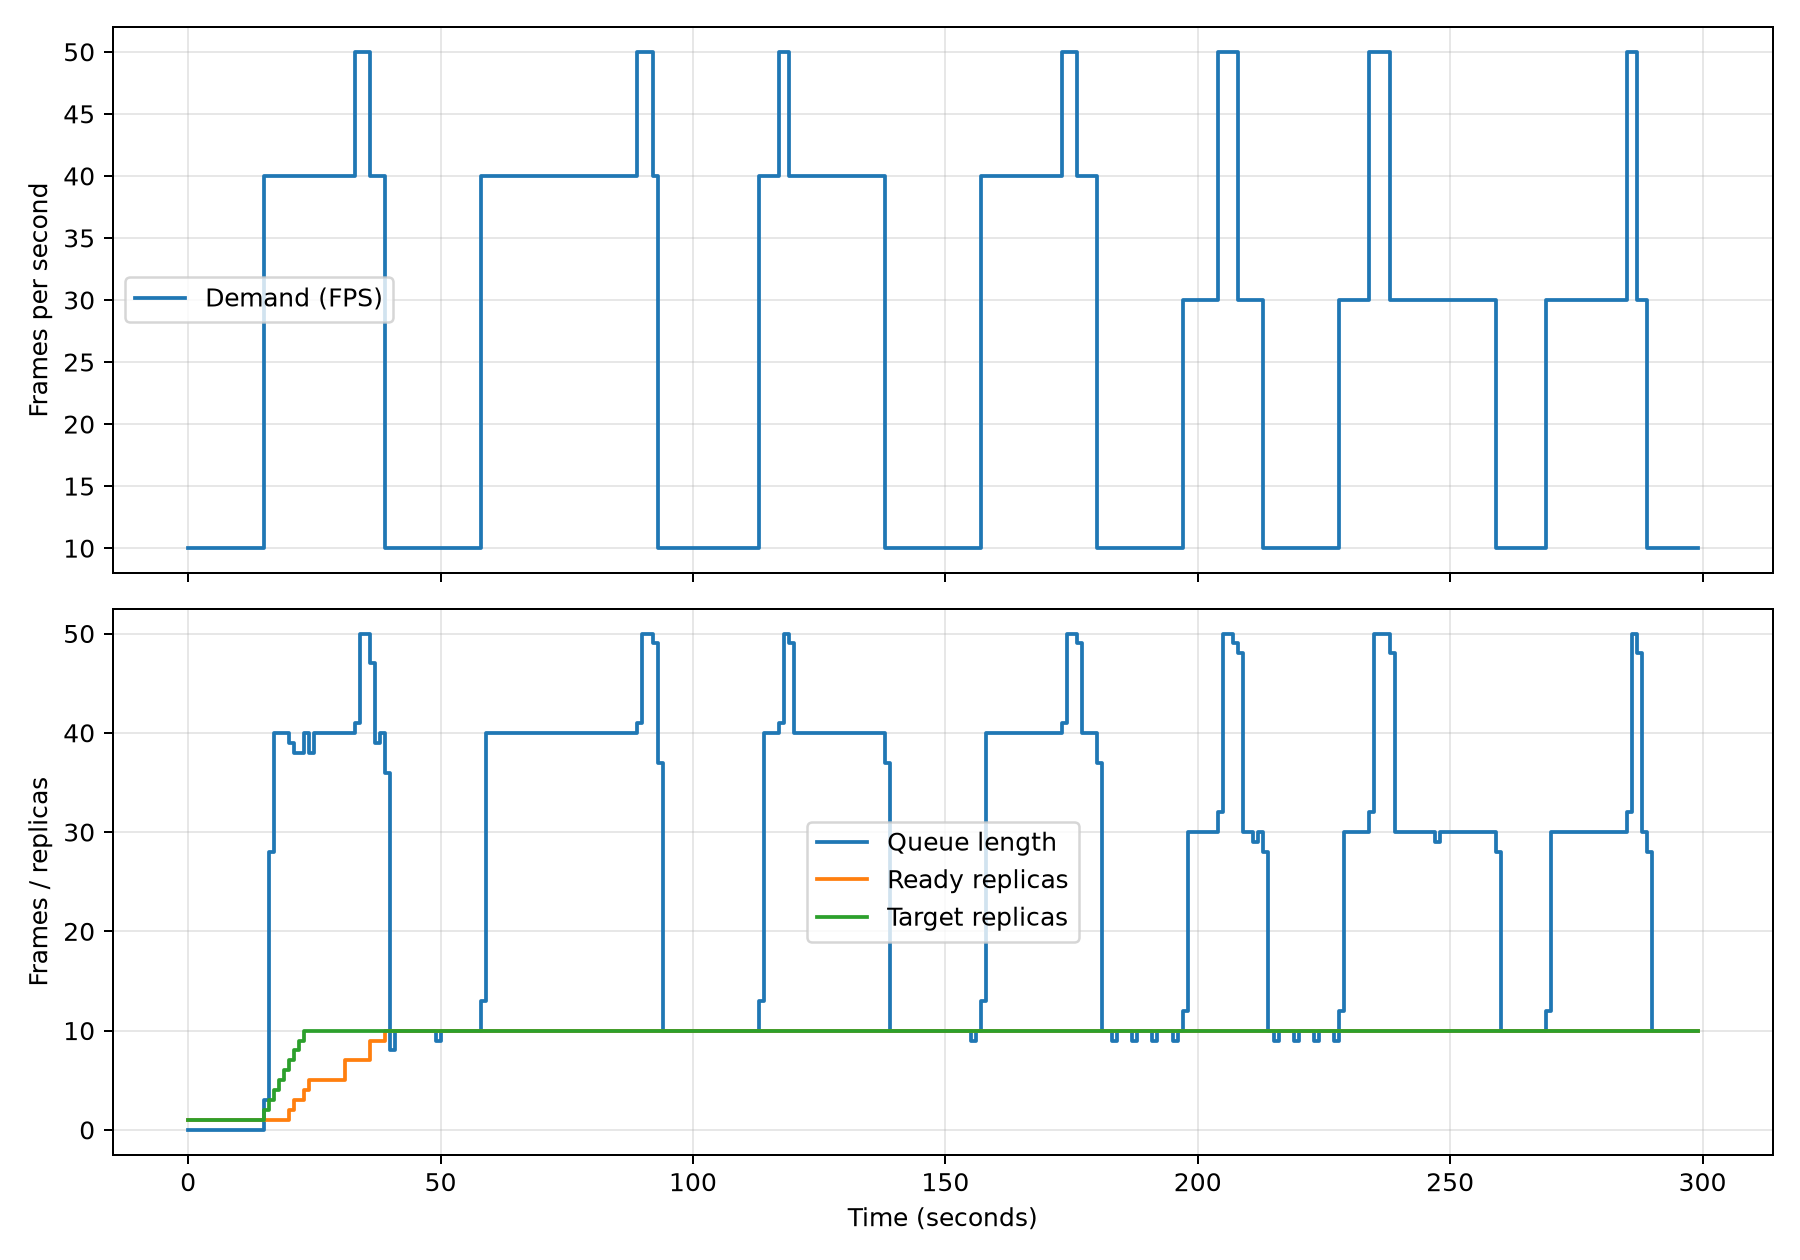 50
45
40
35
30
25
20
15
10
Frames per second
Demand (FPS)
50
40
30
20
10
0
Frames / replicas
Queue length
Ready replicas
Target replicas
0 50 100 150 200 250 300
Time (seconds)